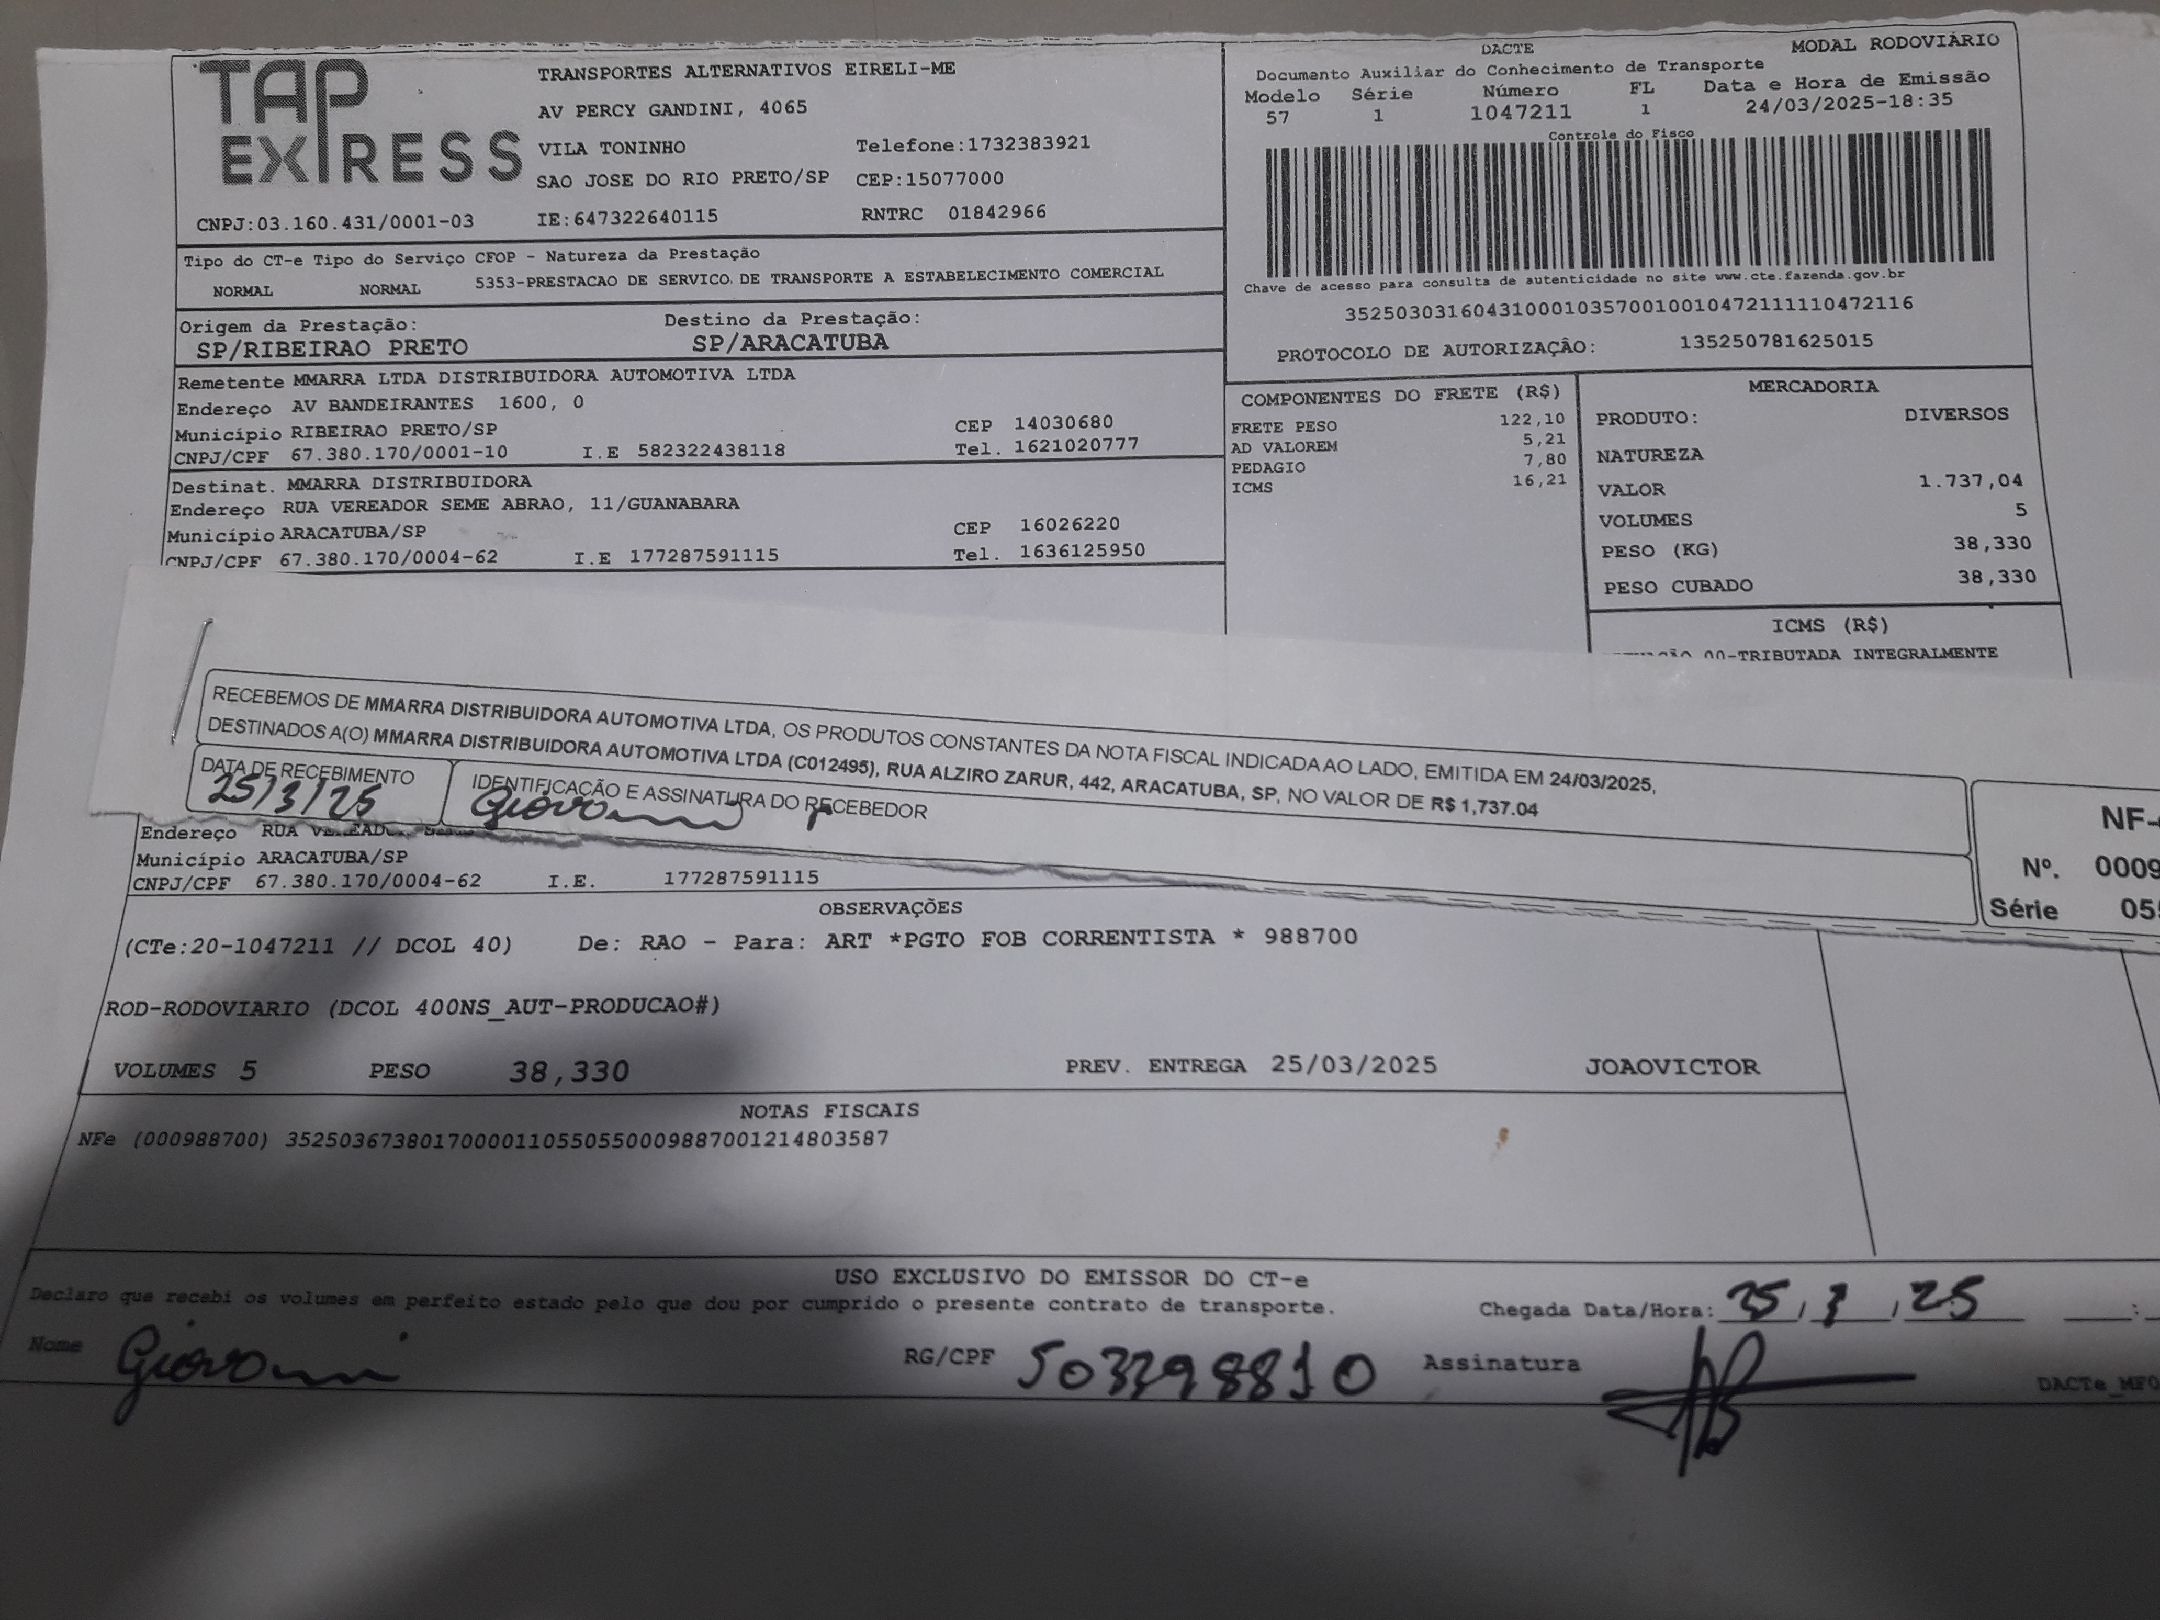 TAP EXPRESS
TRANSPORTES ALTERNATIVOS EIRELI-ME
AV PERCY GANDINI, 4065
VILA TONINHO Telefone:1732383921
SAO JOSE DO RIO PRETO/SP CEP:15077000
CNPJ:03.160.431/0001-03 IE:647322640115 RNTRC 01842966
DACTE MODAL RODOVIÁRIO
Documento Auxiliar do Conhecimento de Transporte
Modelo Série Número FL Data e Hora de Emissão
57 1 1047211 1 24/03/2025-18:35
Controle do Fisco
Chave de acesso para consulta de autenticidade no site www.cte.fazenda.gov.br
35250303160431000103570010010472111110472116
PROTOCOLO DE AUTORIZAÇÃO: 135250781625015
Tipo do CT-e Tipo do Serviço CFOP - Natureza da Prestação
NORMAL NORMAL 5353-PRESTACAO DE SERVICO DE TRANSPORTE A ESTABELECIMENTO COMERCIAL
Origem da Prestação: Destino da Prestação:
SP/RIBEIRAO PRETO SP/ARACATUBA
Remetente MMARRA LTDA DISTRIBUIDORA AUTOMOTIVA LTDA
Endereço AV BANDEIRANTES 1600, 0
Município RIBEIRAO PRETO/SP CEP 14030680
CNPJ/CPF 67.380.170/0001-10 I.E 582322438118 Tel. 1621020777
Destinat. MMARRA DISTRIBUIDORA
Endereço RUA VEREADOR SEME ABRAO, 11/GUANABARA
Município ARACATUBA/SP CEP 16026220
CNPJ/CPF 67.380.170/0004-62 I.E 177287591115 Tel. 1636125950
COMPONENTES DO FRETE (R$)
FRETE PESO 122,10
AD VALOREM 5,21
PEDAGIO 7,80
ICMS 16,21
MERCADORIA
PRODUTO: DIVERSOS
NATUREZA
VALOR 1.737,04
VOLUMES 5
PESO (KG) 38,330
PESO CUBADO 38,330
ICMS (R$)
00-TRIBUTADA INTEGRALMENTE
RECEBEMOS DE MMARRA DISTRIBUIDORA AUTOMOTIVA LTDA, OS PRODUTOS CONSTANTES DA NOTA FISCAL INDICADA AO LADO, EMITIDA EM 24/03/2025,
DESTINADOS A(O) MMARRA DISTRIBUIDORA AUTOMOTIVA LTDA (C012495), RUA ALZIRO ZARUR, 442, ARACATUBA, SP, NO VALOR DE R$ 1,737.04
DATA DE RECEBIMENTO IDENTIFICAÇÃO E ASSINATURA DO RECEBEDOR
25/3/25 Giovanni
NF-
Nº. 0009
Série 05
Endereço RUA VEREADOR
Município ARACATUBA/SP
CNPJ/CPF 67.380.170/0004-62 I.E. 177287591115
OBSERVAÇÕES
(CTe:20-1047211 // DCOL 40) De: RAO - Para: ART *PGTO FOB CORRENTISTA * 988700
ROD-RODOVIARIO (DCOL 400NS_AUT-PRODUCAO#)
VOLUMES 5 PESO 38,330 PREV. ENTREGA 25/03/2025 JOAOVICTOR
NOTAS FISCAIS
NFe (000988700) 35250367380170000110550550009887001214803587
USO EXCLUSIVO DO EMISSOR DO CT-e
Declaro que recebi os volumes em perfeito estado pelo que dou por cumprido o presente contrato de transporte. Chegada Data/Hora: 25/3/25 :
Nome Giovanni RG/CPF 503398810 Assinatura
DACTe_MF0